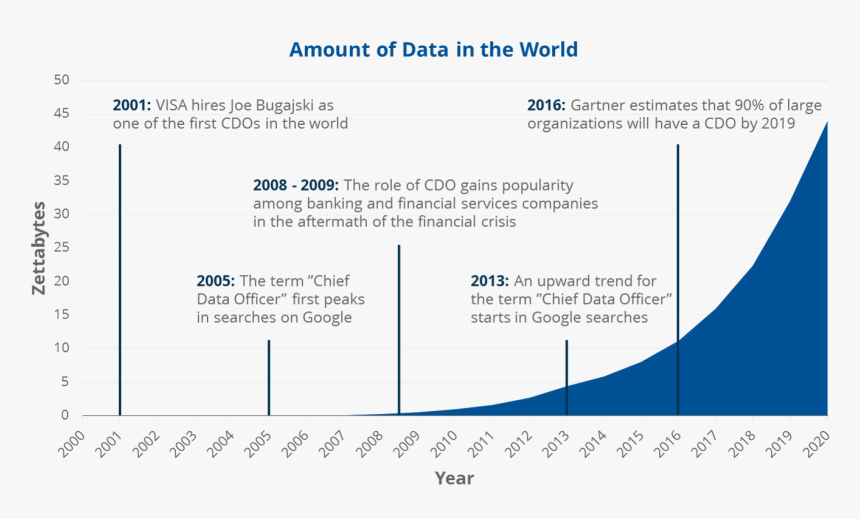 Amount of Data in the World
50
45
40
35
30
25
20
15
10
5
0
Zettabytes
2001: VISA hires Joe Bugajski as
one of the first CDOs in the world
2016: Gartner estimates that 90% of large
organizations will have a CDO by 2019
2008 - 2009: The role of CDO gains popularity
among banking and financial services companies
in the aftermath of the financial crisis
2005: The term ”Chief
Data Officer” first peaks
in searches on Google
2013: An upward trend for
the term ”Chief Data Officer”
starts in Google searches
2000
2001
2002
2003
2004
2005
2006
2007
2008
2009
2010
2011
2012
2013
2014
2015
2016
2017
2018
2019
2020
Year